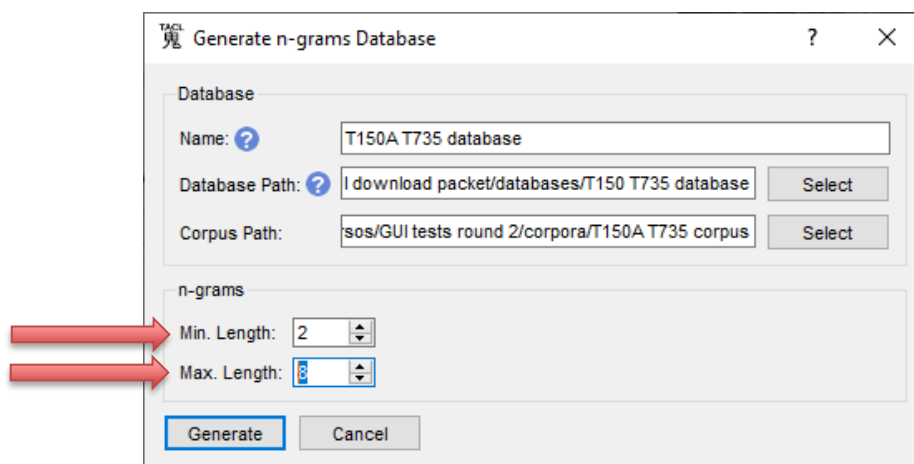 TACL
鬼 Generate n-grams Database ? ×
Database
Name: ? T150A T735 database
Database Path: ? l download packet/databases/T150 T735 database Select
Corpus Path: rsos/GUI tests round 2/corpora/T150A T735 corpus Select
n-grams
Min. Length: 2
Max. Length: 8
Generate Cancel